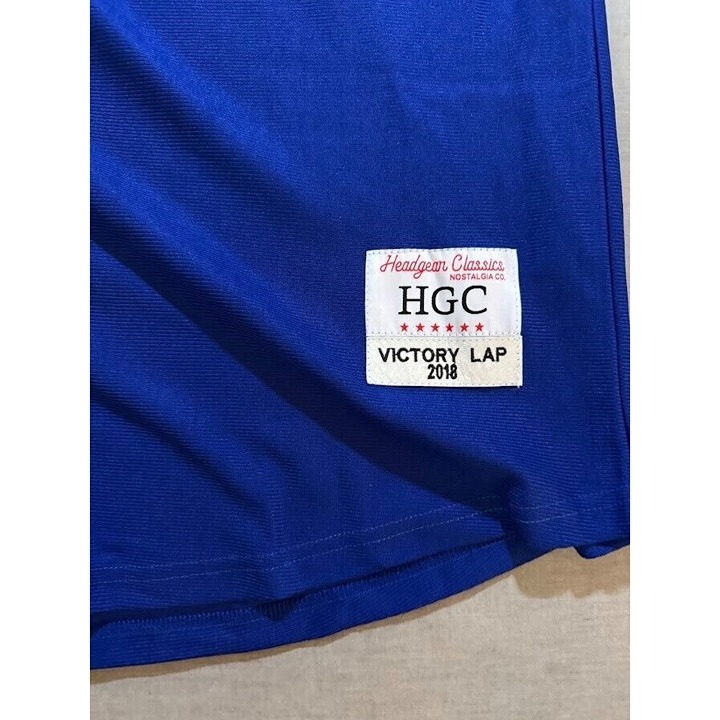 Headgear Classics
NOSTALGIA CO.
HGC
VICTORY LAP
2018